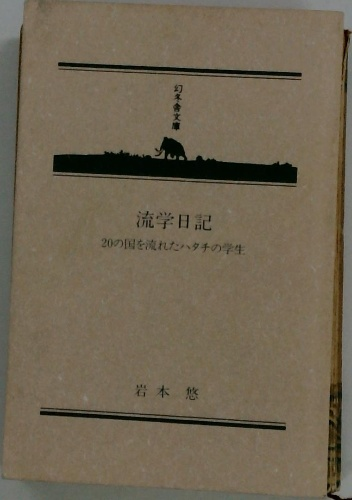 幻冬舎文庫
流学日記
20の国を流れたハタチの学生
岩本 悠